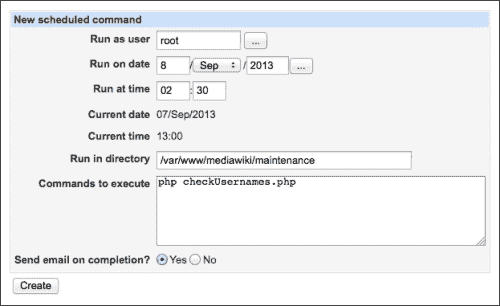 New scheduled command
Run as user root ...
Run on date 8 / Sep / 2013 ...
Run at time 02 : 30
Current date 07/Sep/2013
Current time 13:00
Run in directory /var/www/mediawiki/maintenance
Commands to execute php checkUsernames.php
Send email on completion? Yes No
Create